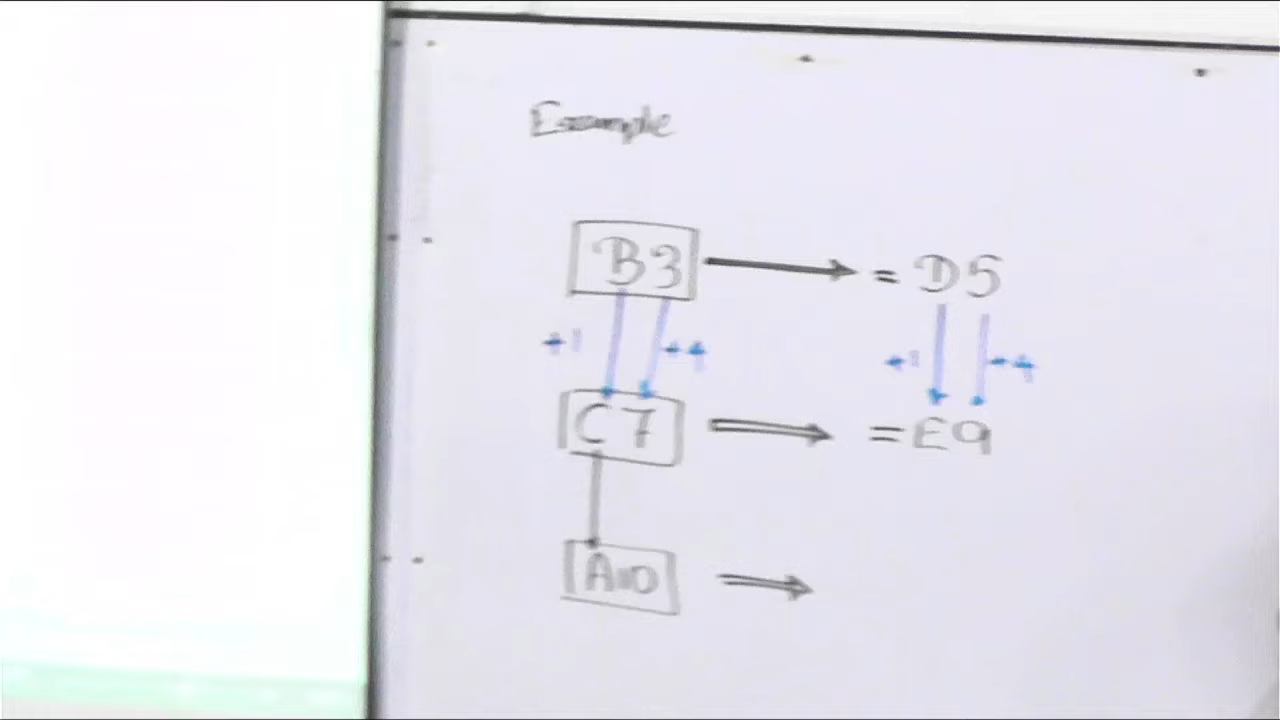 Example
B3 = D5
+1 +4 +1 +4
C7 = E9
A10